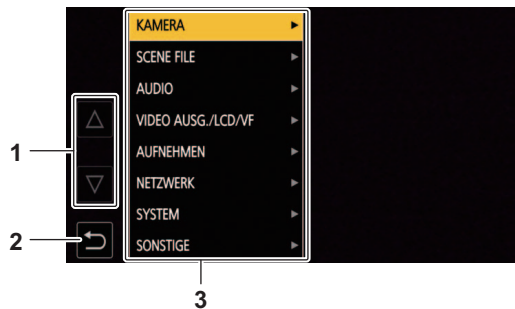 KAMERA
SCENE FILE
AUDIO
VIDEO AUSG./LCD/VF
AUFNEHMEN
NETZWERK
SYSTEM
SONSTIGE
1
2
3